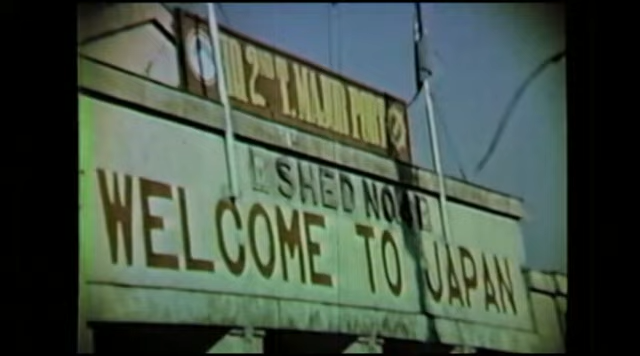 2ND T. MAJOR PORT
SHED NO.
WELCOME TO JAPAN